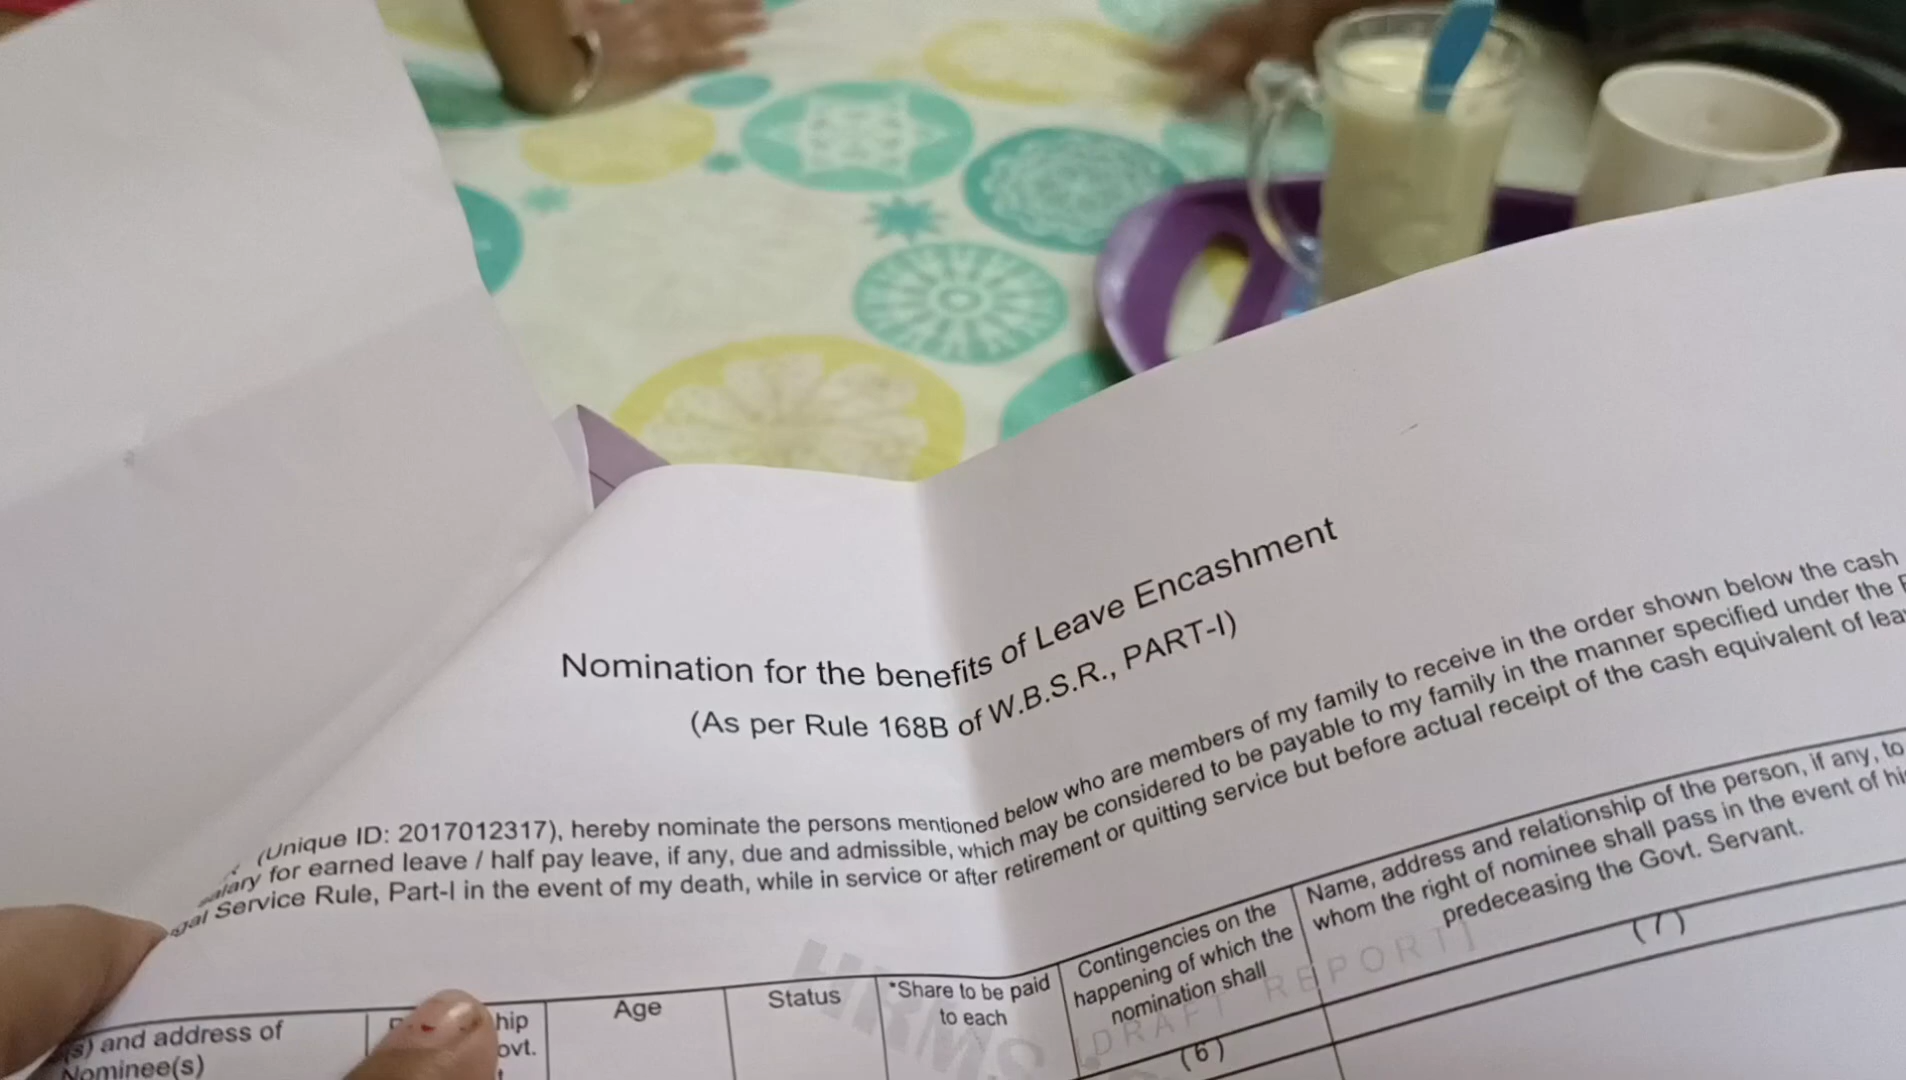 Nomination for the benefits of Leave Encashment
(As per Rule 168B of W.B.S.R., PART-I)
(Unique ID: 2017012317), hereby nominate the persons mentioned below who are members of my family to receive in the order shown below the cash
for earned leave / half pay leave, if any, due and admissible, which may be considered to be payable to my family in the manner specified under the
Service Rule, Part-I in the event of my death, while in service or after retirement or quitting service but before actual receipt of the cash equivalent of
and address of
Nominee(s)
Age
Status
*Share to be paid
to each
Contingencies on the
happening of which the
nomination shall
(6)
Name, address and relationship of the person, if any, to
whom the right of nominee shall pass in the event of
predeceasing the Govt. Servant.
(7)
HRMS
[DRAFT REPORT]